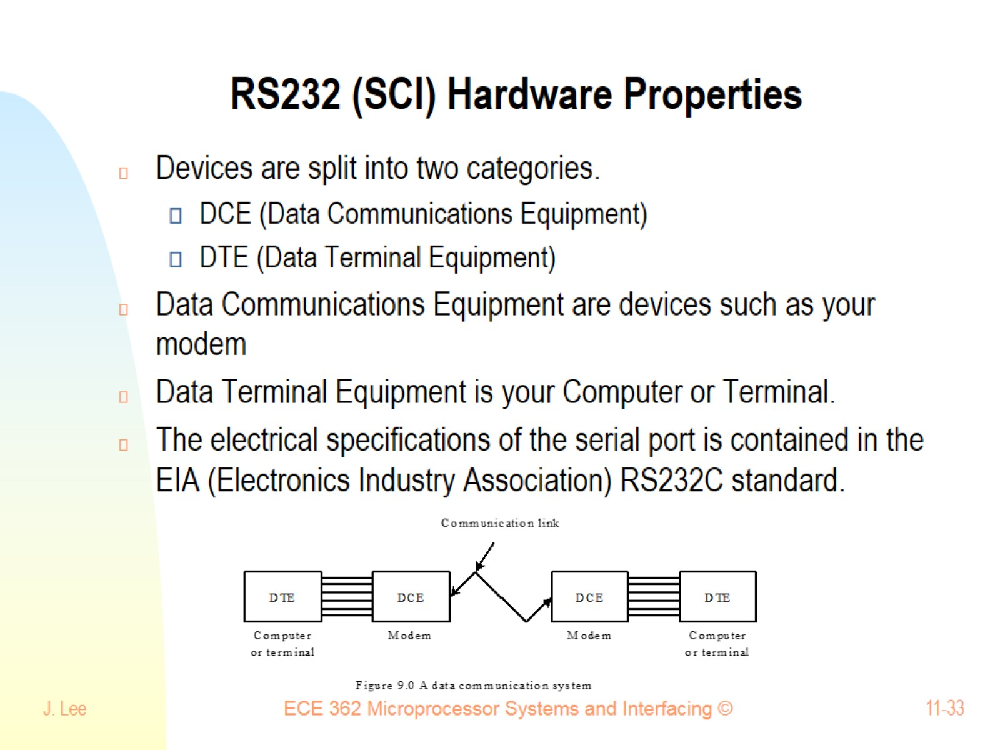 RS232 (SCI) Hardware Properties
Devices are split into two categories.
DCE (Data Communications Equipment)
DTE (Data Terminal Equipment)
Data Communications Equipment are devices such as your
modem
Data Terminal Equipment is your Computer or Terminal.
The electrical specifications of the serial port is contained in the
EIA (Electronics Industry Association) RS232C standard.
Communication link
DTE
DCE
DCE
DTE
Computer
or terminal
Modem
Modem
Computer
or terminal
Figure 9.0 A data communication system
J. Lee
ECE 362 Microprocessor Systems and Interfacing ©
11-33